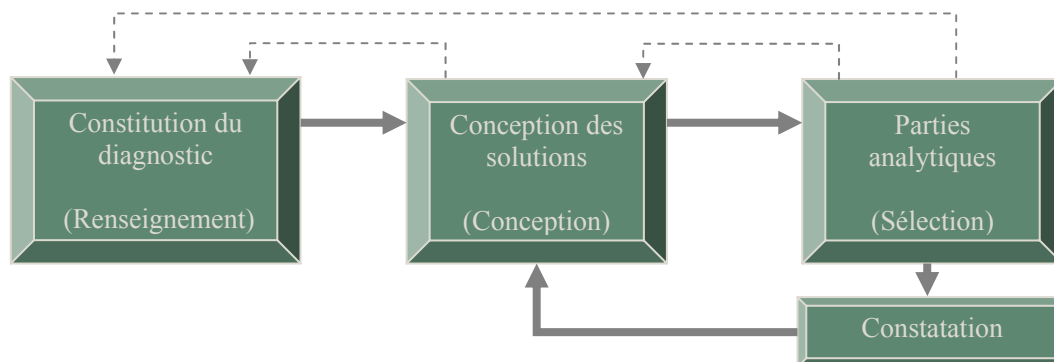 Constitution du
diagnostic
(Renseignement)
Conception des
solutions
(Conception)
Parties
analytiques
(Sélection)
Constatation